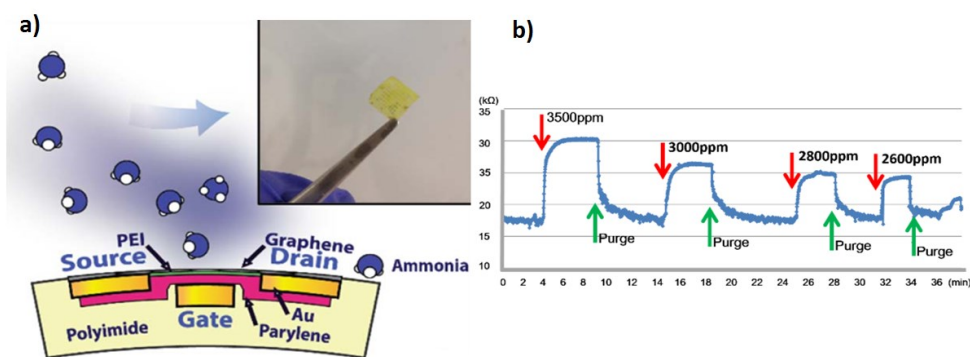 a)
PEI
Graphene
Source
Drain
Ammonia
Gate
Au
Polyimide
Parylene
b)
(kΩ)
35
30
35
20
15
10
3500ppm
3000ppm
2800ppm
2600ppm
Purge
Purge
Purge
Purge
0 2 4 6 8 10 12 14 16 18 20 22 24 26 28 30 32 34 36 (min)